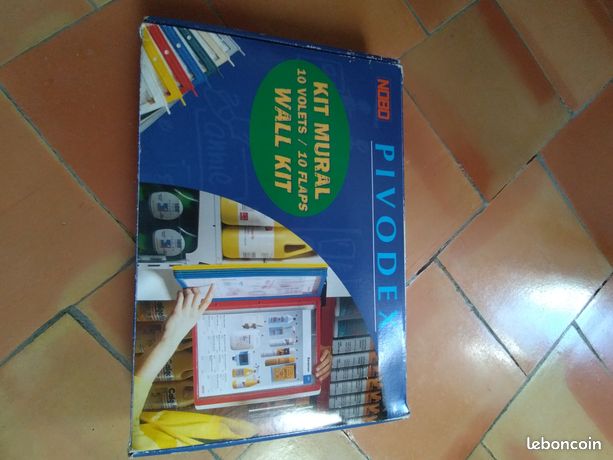 NOBO
PIVODEX
KIT MURAL
10 VOLETS / 10 FLAPS
WALL KIT
leboncoin